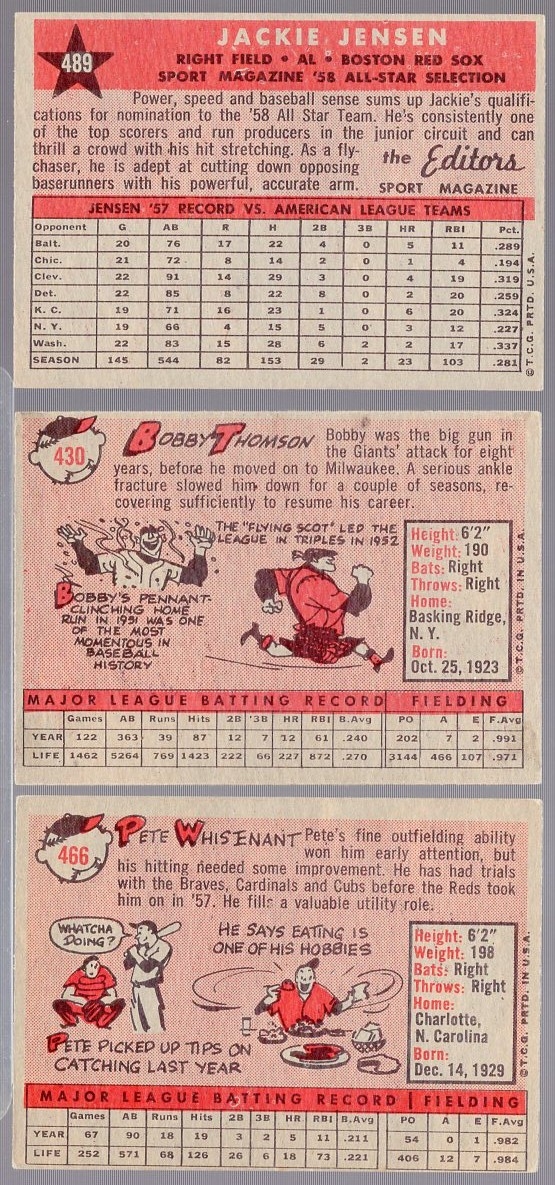 489
JACKIE JENSEN
RIGHT FIELD • AL • BOSTON RED SOX
SPORT MAGAZINE '58 ALL-STAR SELECTION
Power, speed and baseball sense sums up Jackie's qualifi-
cations for nomination to the '58 All Star Team. He's consistently one
of the top scorers and run producers in the junior circuit and can
thrill a crowd with his hit stretching. As a fly-
chaser, he is adept at cutting down opposing
baserunners with his powerful, accurate arm.
the Editors
SPORT MAGAZINE
JENSEN '57 RECORD VS. AMERICAN LEAGUE TEAMS
Opponent G AB R H 2B 3B HR RBI Pct.
Balt. 20 76 17 22 4 0 5 11 .289
Chic. 21 72 8 14 2 0 1 4 .194
Clev. 22 91 14 29 3 0 4 19 .319
Det. 22 85 8 22 8 0 2 20 .259
K. C. 19 71 16 23 1 0 6 20 .324
N. Y. 19 66 4 15 5 0 3 12 .227
Wash. 22 83 15 28 6 2 2 17 .337
SEASON 145 544 82 153 29 2 23 103 .281
© T.C.G. PRTD. U.S.A.
430
BOBBY THOMSON
Bobby was the big gun in
the Giants' attack for eight
years, before he moved on to Milwaukee. A serious ankle
fracture slowed him down for a couple of seasons, re-
covering sufficiently to resume his career.
THE "FLYING SCOT" LED THE
LEAGUE IN TRIPLES IN 1952
BOBBY'S PENNANT-
CLINCHING HOME
RUN IN 1951 WAS ONE
OF THE MOST
MOMENTOUS IN
BASEBALL
HISTORY
Height: 6'2"
Weight: 190
Bats: Right
Throws: Right
Home:
Basking Ridge,
N. Y.
Born:
Oct. 25, 1923
© T.C.G. PRTD. IN U.S.A.
MAJOR LEAGUE BATTING RECORD FIELDING
Games AB Runs Hits 2B 3B HR RBI B.Avg PO A E F.Avg
YEAR 122 363 39 87 12 7 12 61 .240 202 7 2 .991
LIFE 1462 5264 769 1423 222 66 227 872 .270 3144 466 107 .971
466
PETE WHISENANT
Pete's fine outfielding ability
won him early attention, but
his hitting needed some improvement. He has had trials
with the Braves, Cardinals and Cubs before the Reds took
him on in '57. He fills a valuable utility role.
WHATCHA
DOING?
HE SAYS EATING IS
ONE OF HIS HOBBIES
PETE PICKED UP TIPS ON
CATCHING LAST YEAR
Height: 6'2"
Weight: 198
Bats: Right
Throws: Right
Home:
Charlotte,
N. Carolina
Born:
Dec. 14, 1929
© T.C.G. PRTD. IN U.S.A.
MAJOR LEAGUE BATTING RECORD FIELDING
Games AB Runs Hits 2B 3B HR RBI B.Avg PO A E F.Avg
YEAR 67 90 18 19 3 2 5 11 .211 54 0 1 .982
LIFE 252 571 68 126 26 6 18 73 .221 406 12 7 .984